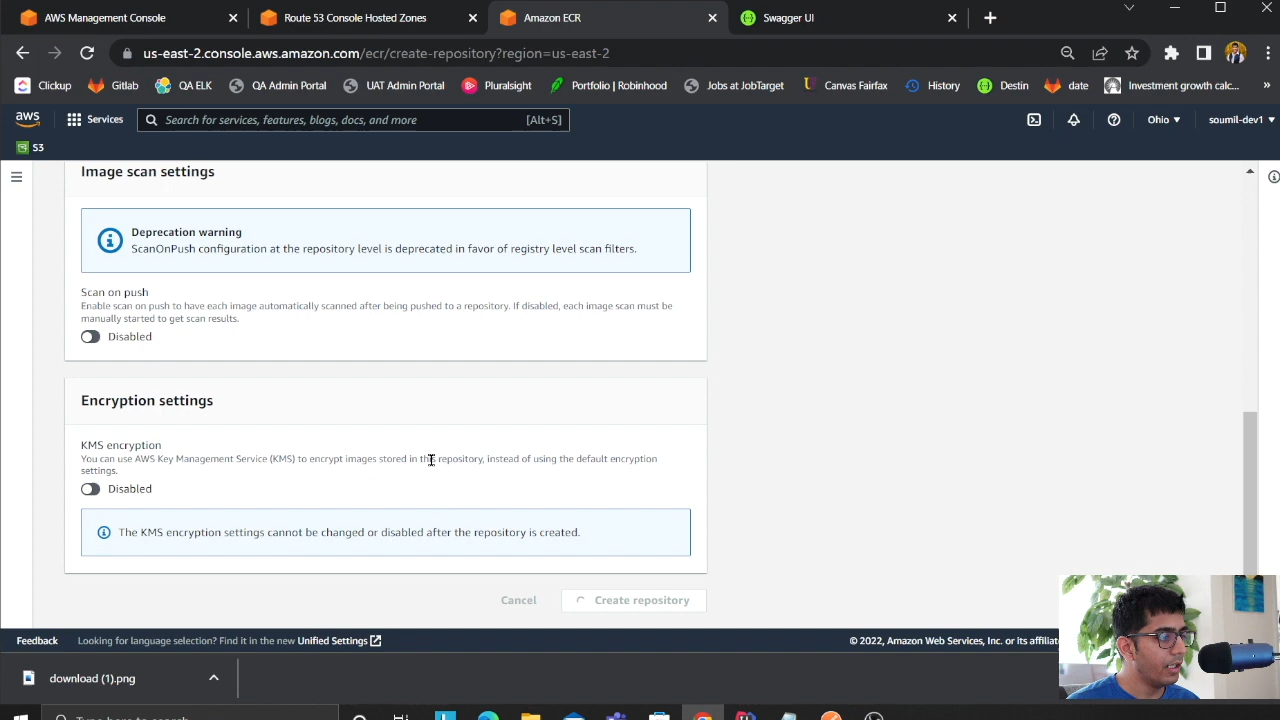 AWS Management Console
Route 53 Console Hosted Zones
Amazon ECR
Swagger UI
us-east-2.console.aws.amazon.com/ecr/create-repository?region=us-east-2
Clickup
Gitlab
QA ELK
QA Admin Portal
UAT Admin Portal
Pluralsight
Portfolio | Robinhood
Jobs at JobTarget
Canvas Fairfax
History
Destin
date
Investment growth calc...
»
aws
Services
Search for services, features, blogs, docs, and more
[Alt+S]
Ohio
soumil-dev1
S3
Image scan settings
Deprecation warning
ScanOnPush configuration at the repository level is deprecated in favor of registry level scan filters.
Scan on push
Enable scan on push to have each image automatically scanned after being pushed to a repository. If disabled, each image scan must be
manually started to get scan results.
Disabled
Encryption settings
KMS encryption
You can use AWS Key Management Service (KMS) to encrypt images stored in this repository, instead of using the default encryption
settings.
Disabled
The KMS encryption settings cannot be changed or disabled after the repository is created.
Cancel
Create repository
Feedback
Looking for language selection? Find it in the new Unified Settings
© 2022, Amazon Web Services, Inc. or its
download (1).png
Type here to search